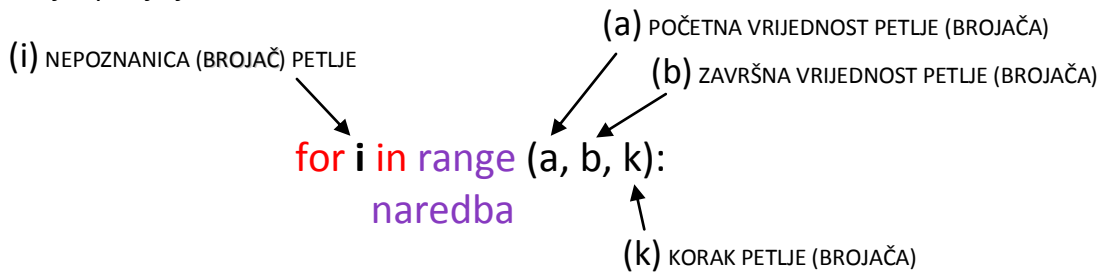 (a) POČETNA VRIJEDNOST PETLJE (BROJAČA)
(i) NEPOZNANICA (BROJAČ) PETLJE
(b) ZAVRŠNA VRIJEDNOST PETLJE (BROJAČA)
for i in range (a, b, k):
naredba
(k) KORAK PETLJE (BROJAČA)